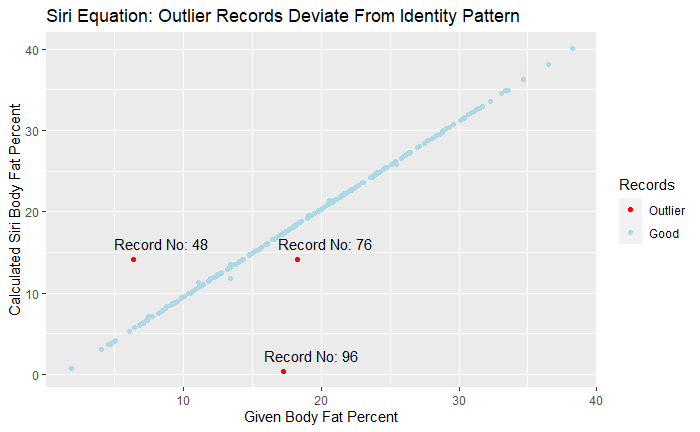 Siri Equation: Outlier Records Deviate From Identity Pattern
Calculated Siri Body Fat Percent
40
30
20
10
0
Record No: 48
Record No: 76
Record No: 96
10
20
30
40
Given Body Fat Percent
Records
Outlier
Good